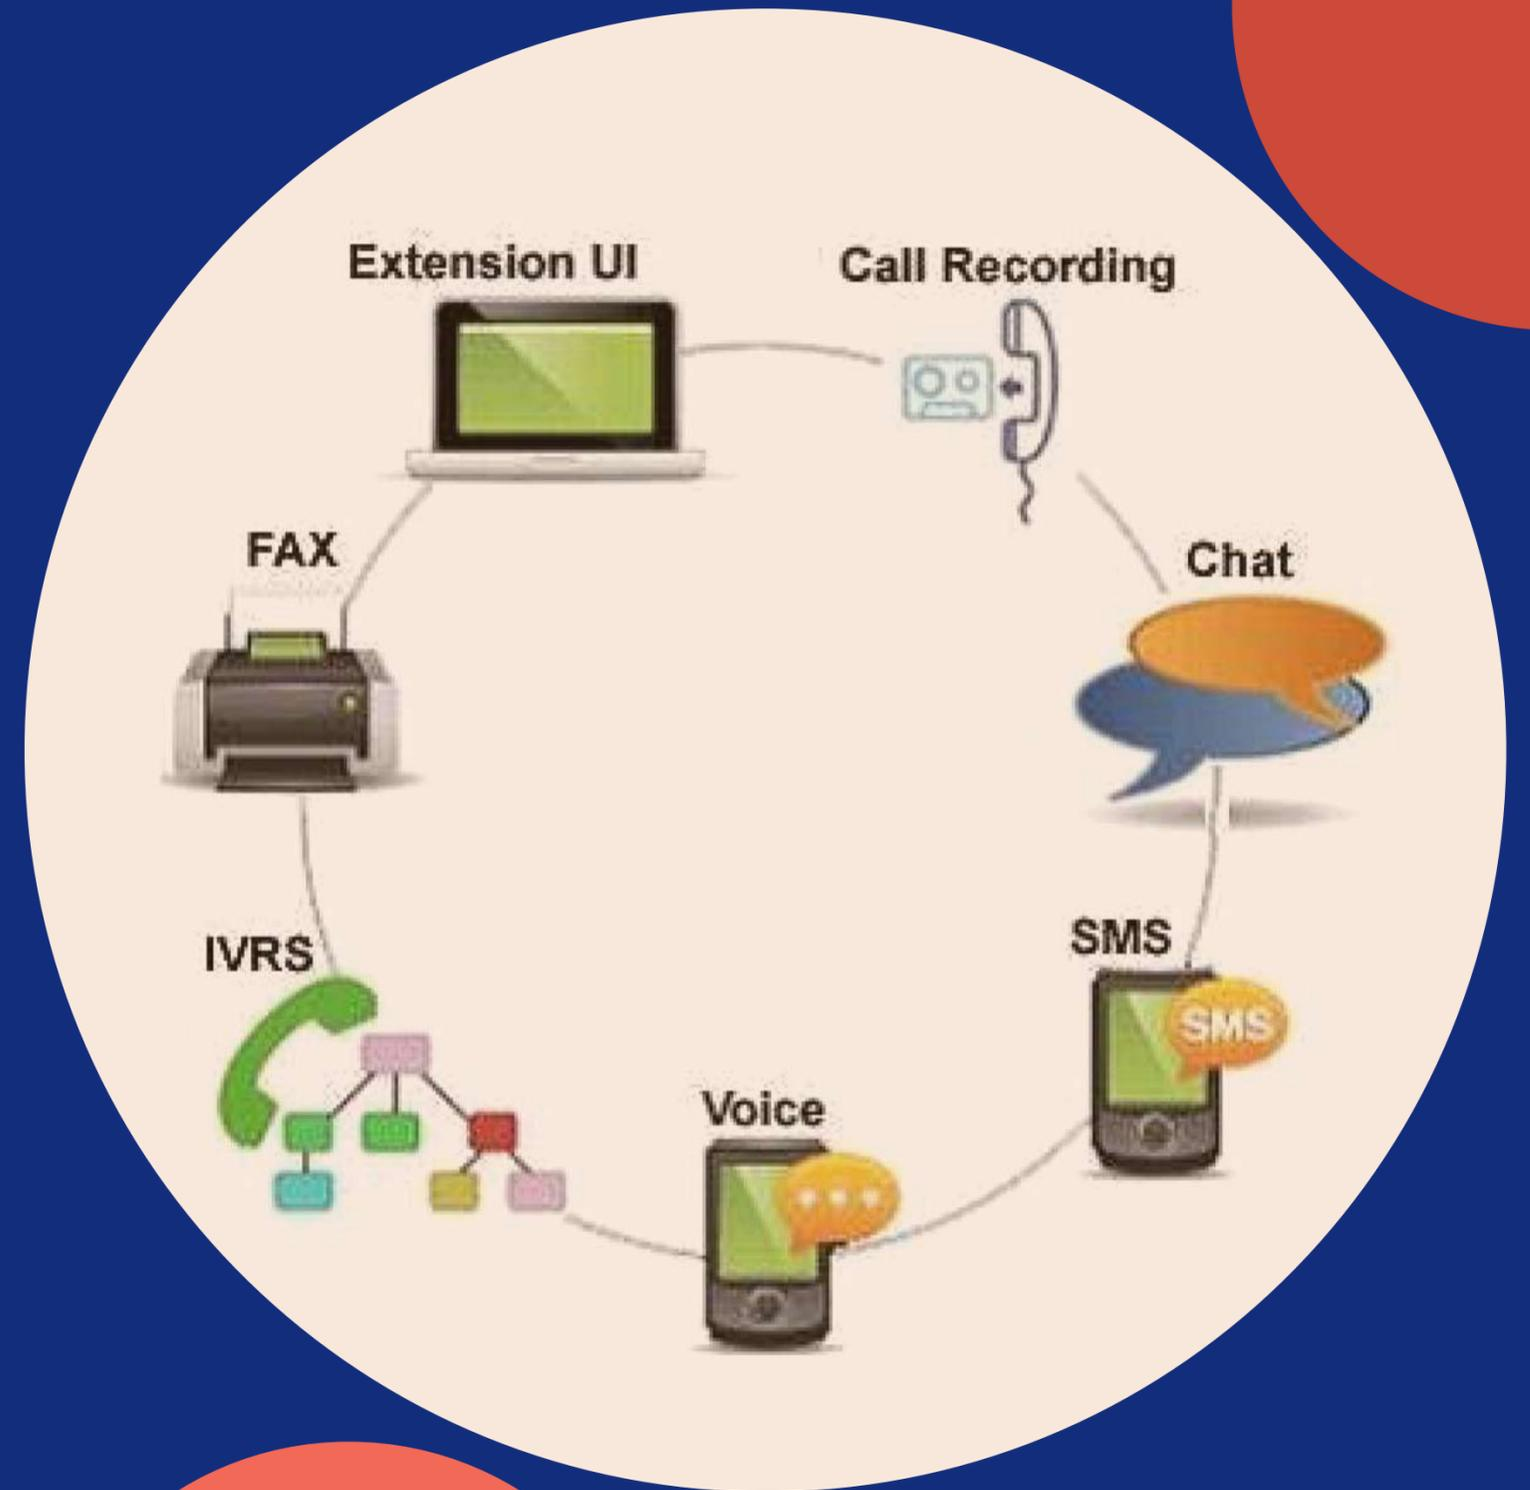 Extension UI
Call Recording
FAX
Chat
IVRS
SMS
SMS
Voice